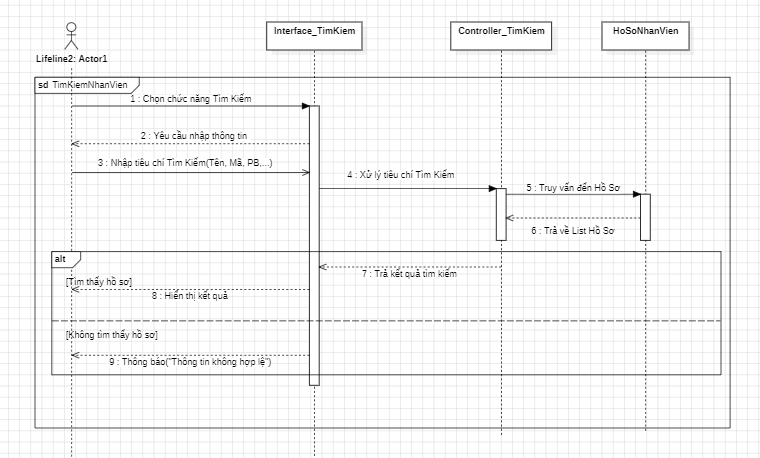 Interface_TimKiem
Controller_TimKiem
HoSoNhanVien
Lifeline2: Actor1
sd TimKiemNhanVien
1 : Chọn chức năng Tìm Kiếm
2 : Yêu cầu nhập thông tin
3 : Nhập tiêu chí Tìm Kiếm(Tên, Mã, PB,...)
4 : Xử lý tiêu chí Tìm Kiếm
5 : Truy vấn đến Hồ Sơ
6 : Trả về List Hồ Sơ
alt
7 : Trả kết quả tìm kiếm
[Tìm thấy hồ sơ]
8 : Hiển thị kết quả
[Không tìm thấy hồ sơ]
9 : Thông báo("Thông tin không hợp lệ")